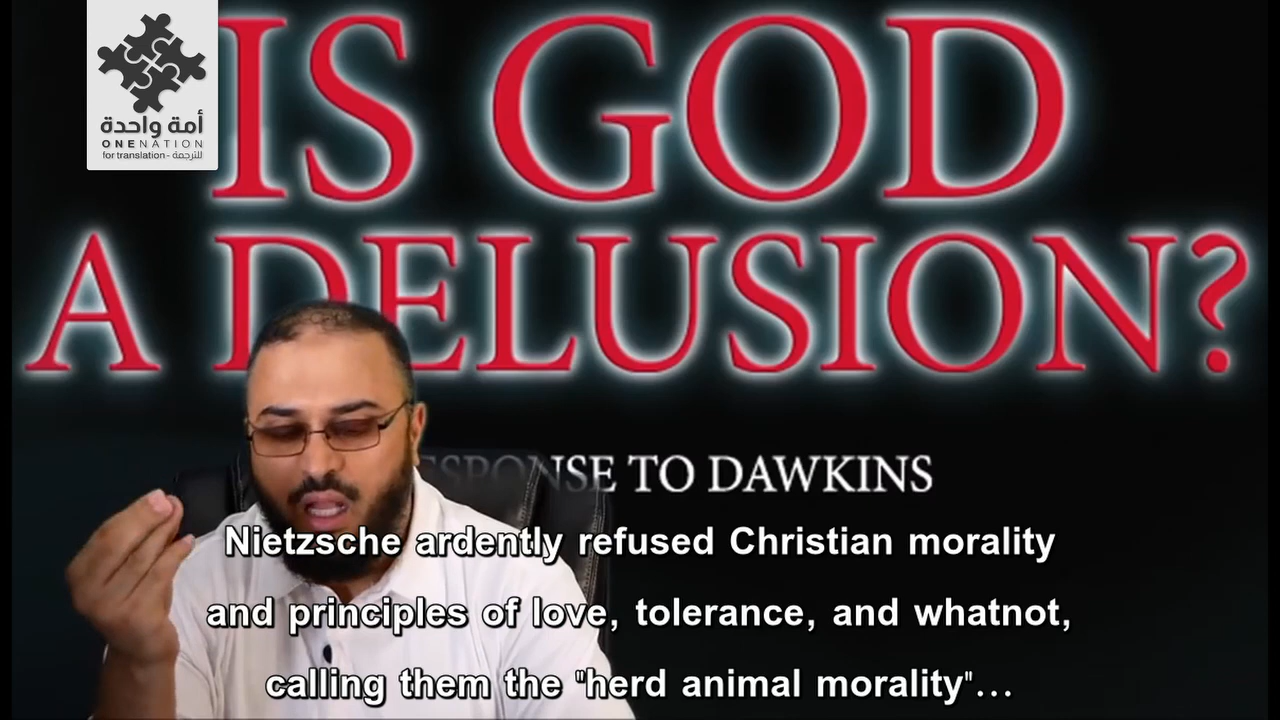 أمة واحدة
ONENATION
for translation - للترجمة
IS GOD
A DELUSION?
RESPONSE TO DAWKINS
Nietzsche ardently refused Christian morality
and principles of love, tolerance, and whatnot,
calling them the "herd animal morality"...